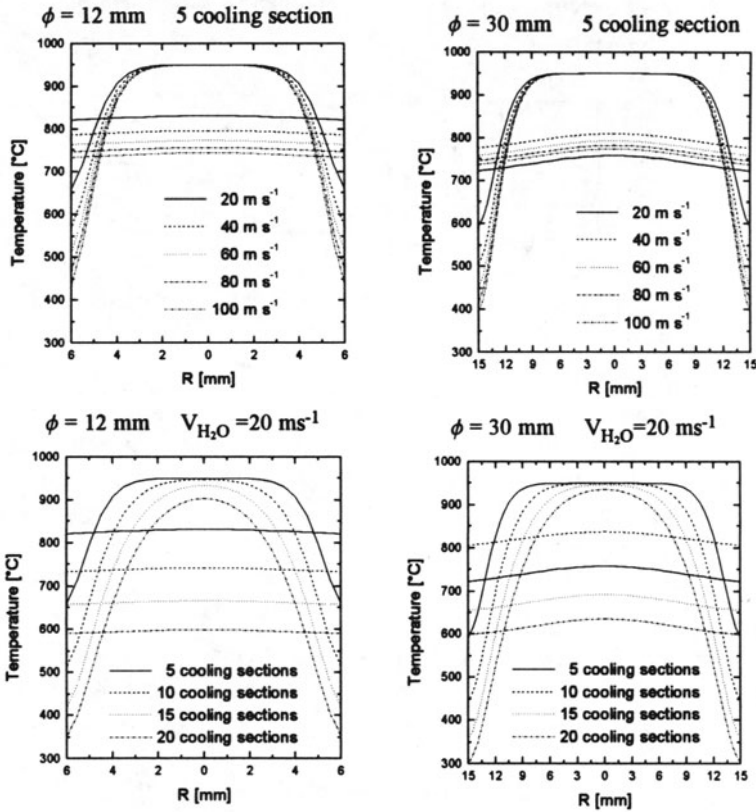 ϕ = 12 mm 5 cooling section
Temperature [°C]
1000
900
800
700
600
500
400
300
20 m s⁻¹
40 m s⁻¹
60 m s⁻¹
80 m s⁻¹
100 m s⁻¹
6 4 2 0 2 4 6
R [mm]
ϕ = 30 mm 5 cooling section
Temperature [°C]
1000
900
800
700
600
500
400
300
20 m s⁻¹
40 m s⁻¹
60 m s⁻¹
80 m s⁻¹
100 m s⁻¹
15 12 9 6 3 0 3 6 9 12 15
R [mm]
ϕ = 12 mm V_H₂O =20 ms⁻¹
Temperature [°C]
1000
900
800
700
600
500
400
300
5 cooling sections
10 cooling sections
15 cooling sections
20 cooling sections
6 4 2 0 2 4 6
R [mm]
ϕ = 30 mm V_H₂O=20 ms⁻¹
Temperature [°C]
1000
900
800
700
600
500
400
300
5 cooling sections
10 cooling sections
15 cooling sections
20 cooling sections
15 12 9 6 3 0 3 6 9 12 15
R [mm]